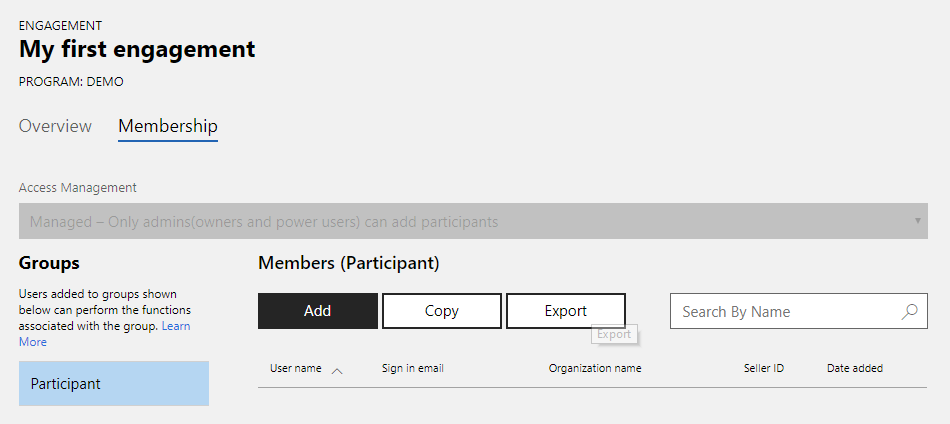 ENGAGEMENT
My first engagement
PROGRAM: DEMO
Overview Membership
Access Management
Managed – Only admins(owners and power users) can add participants
Groups
Users added to groups shown
below can perform the functions
associated with the group. Learn
More
Participant
Members (Participant)
Add Copy Export Search By Name
Export
User name Sign in email Organization name Seller ID Date added